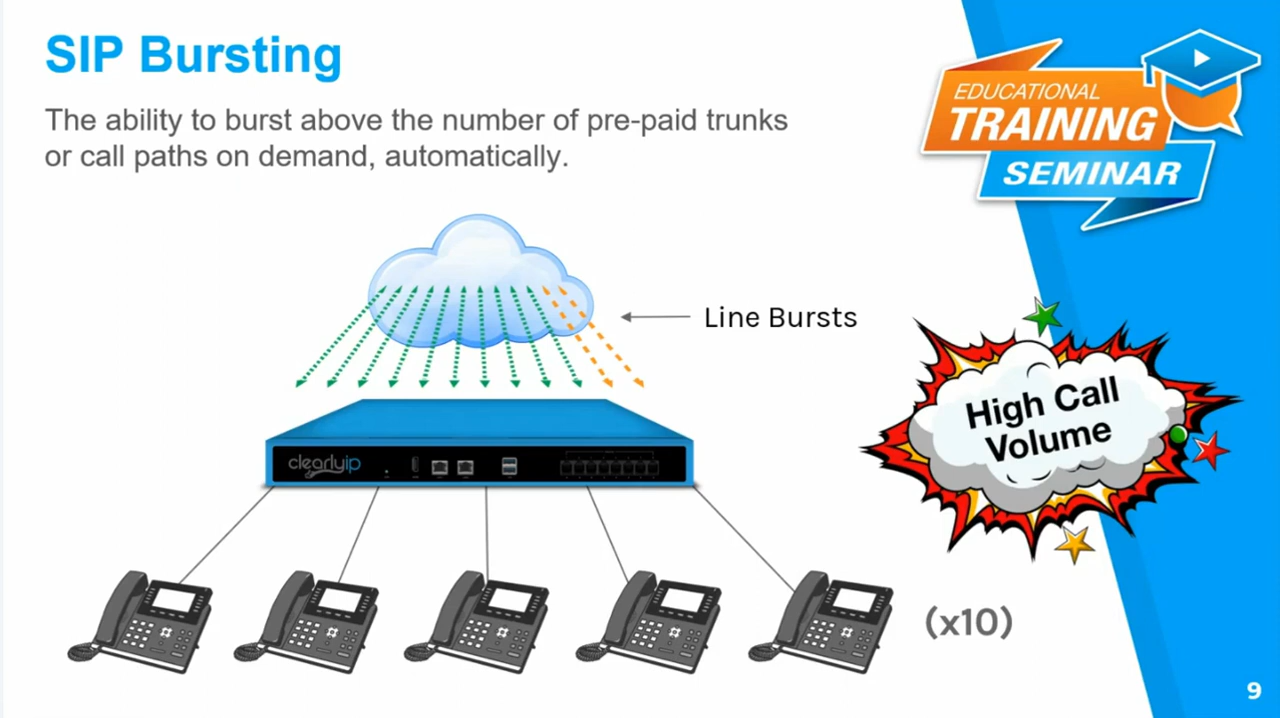 SIP Bursting
The ability to burst above the number of pre-paid trunks
or call paths on demand, automatically.
EDUCATIONAL
TRAINING
SEMINAR
Line Bursts
High Call
Volume
clearlyip
(x10)
9